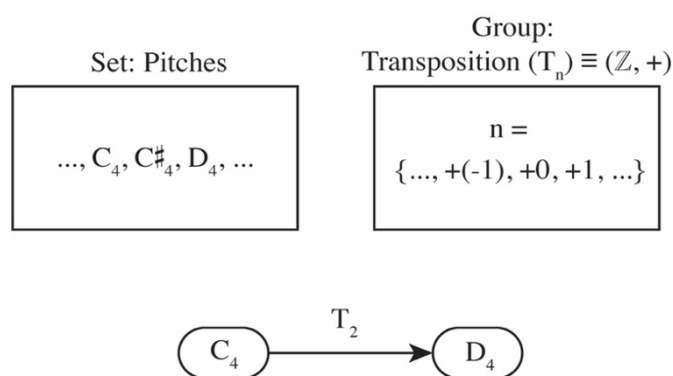 Set: Pitches
..., C₄, C♯₄, D₄, ...
Group:
Transposition (Tₙ) ≡ (ℤ, +)
n =
{..., +(-1), +0, +1, ...}
T₂
C₄
D₄